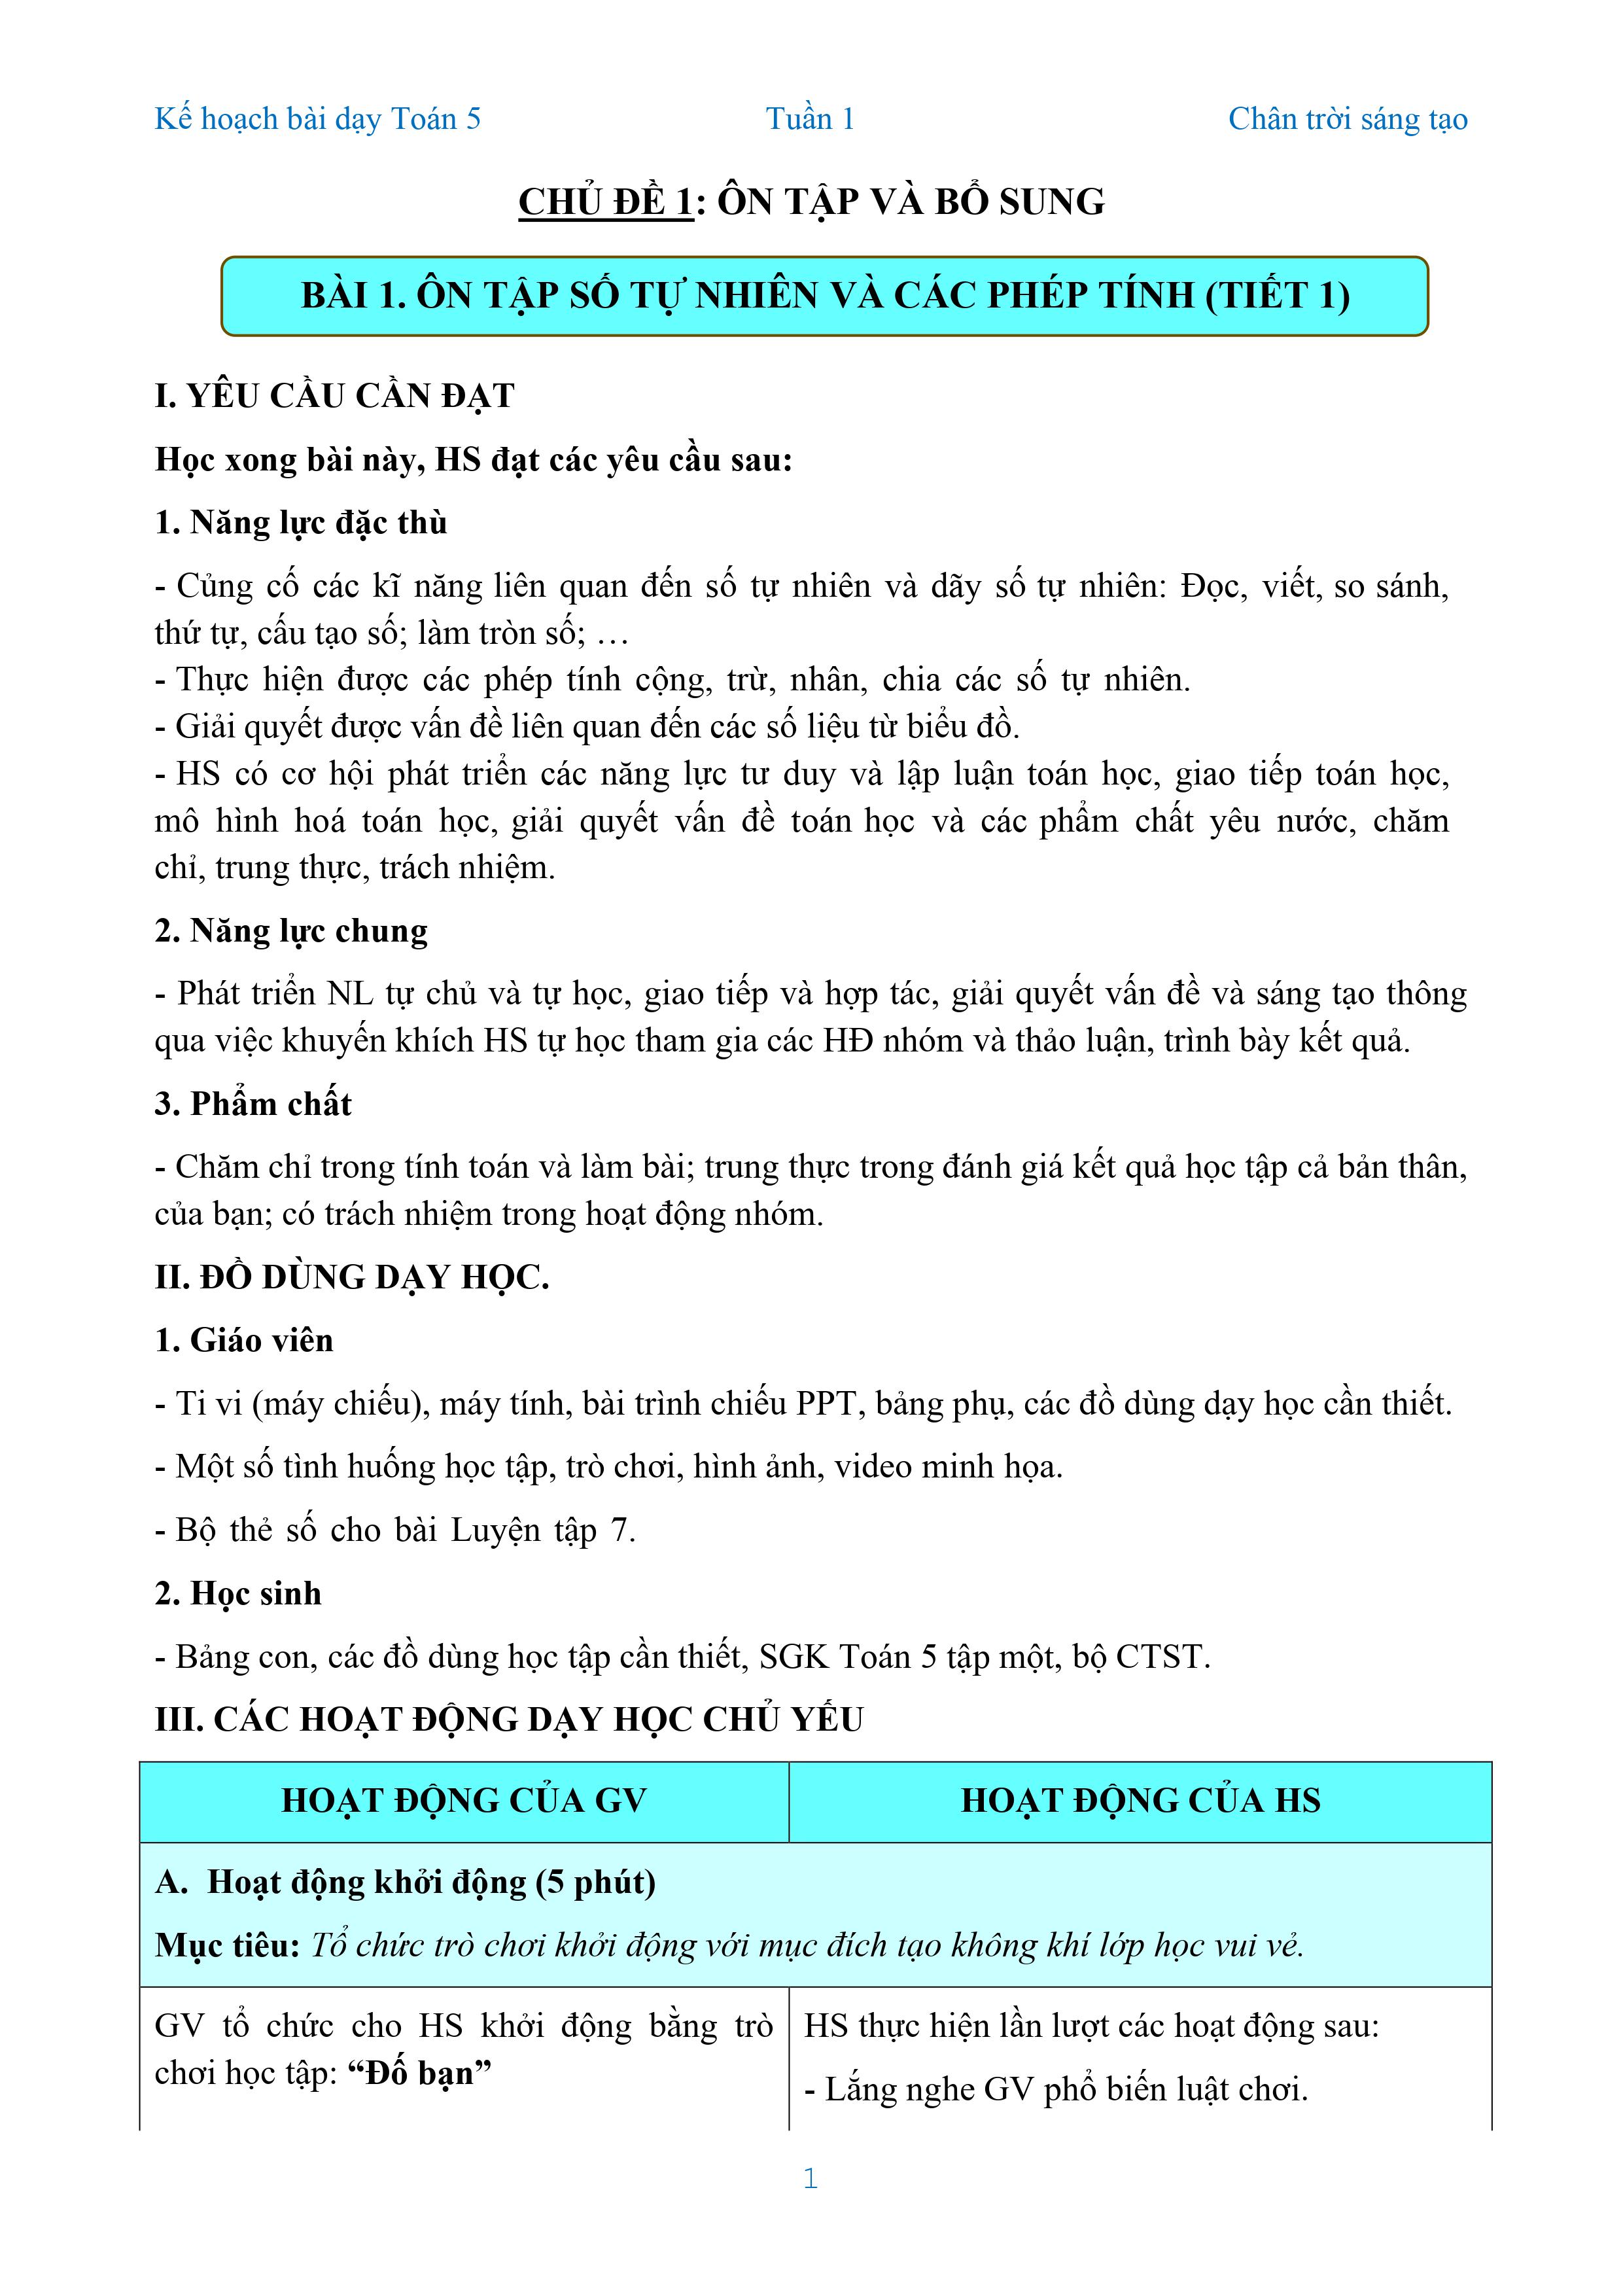 Kế hoạch bài dạy Toán 5 Tuần 1 Chân trời sáng tạo
CHỦ ĐỀ 1: ÔN TẬP VÀ BỔ SUNG
BÀI 1. ÔN TẬP SỐ TỰ NHIÊN VÀ CÁC PHÉP TÍNH (TIẾT 1)
I. YÊU CẦU CẦN ĐẠT
Học xong bài này, HS đạt các yêu cầu sau:
1. Năng lực đặc thù
- Củng cố các kĩ năng liên quan đến số tự nhiên và dãy số tự nhiên: Đọc, viết, so sánh,
thứ tự, cấu tạo số; làm tròn số; …
- Thực hiện được các phép tính cộng, trừ, nhân, chia các số tự nhiên.
- Giải quyết được vấn đề liên quan đến các số liệu từ biểu đồ.
- HS có cơ hội phát triển các năng lực tư duy và lập luận toán học, giao tiếp toán học,
mô hình hoá toán học, giải quyết vấn đề toán học và các phẩm chất yêu nước, chăm
chỉ, trung thực, trách nhiệm.
2. Năng lực chung
- Phát triển NL tự chủ và tự học, giao tiếp và hợp tác, giải quyết vấn đề và sáng tạo thông
qua việc khuyến khích HS tự học tham gia các HĐ nhóm và thảo luận, trình bày kết quả.
3. Phẩm chất
- Chăm chỉ trong tính toán và làm bài; trung thực trong đánh giá kết quả học tập cả bản thân,
của bạn; có trách nhiệm trong hoạt động nhóm.
II. ĐỒ DÙNG DẠY HỌC.
1. Giáo viên
- Ti vi (máy chiếu), máy tính, bài trình chiếu PPT, bảng phụ, các đồ dùng dạy học cần thiết.
- Một số tình huống học tập, trò chơi, hình ảnh, video minh họa.
- Bộ thẻ số cho bài Luyện tập 7.
2. Học sinh
- Bảng con, các đồ dùng học tập cần thiết, SGK Toán 5 tập một, bộ CTST.
III. CÁC HOẠT ĐỘNG DẠY HỌC CHỦ YẾU
HOẠT ĐỘNG CỦA GV HOẠT ĐỘNG CỦA HS
A. Hoạt động khởi động (5 phút)
Mục tiêu: Tổ chức trò chơi khởi động với mục đích tạo không khí lớp học vui vẻ.
GV tổ chức cho HS khởi động bằng trò
chơi học tập: “Đố bạn”
HS thực hiện lần lượt các hoạt động sau:
- Lắng nghe GV phổ biến luật chơi.
1